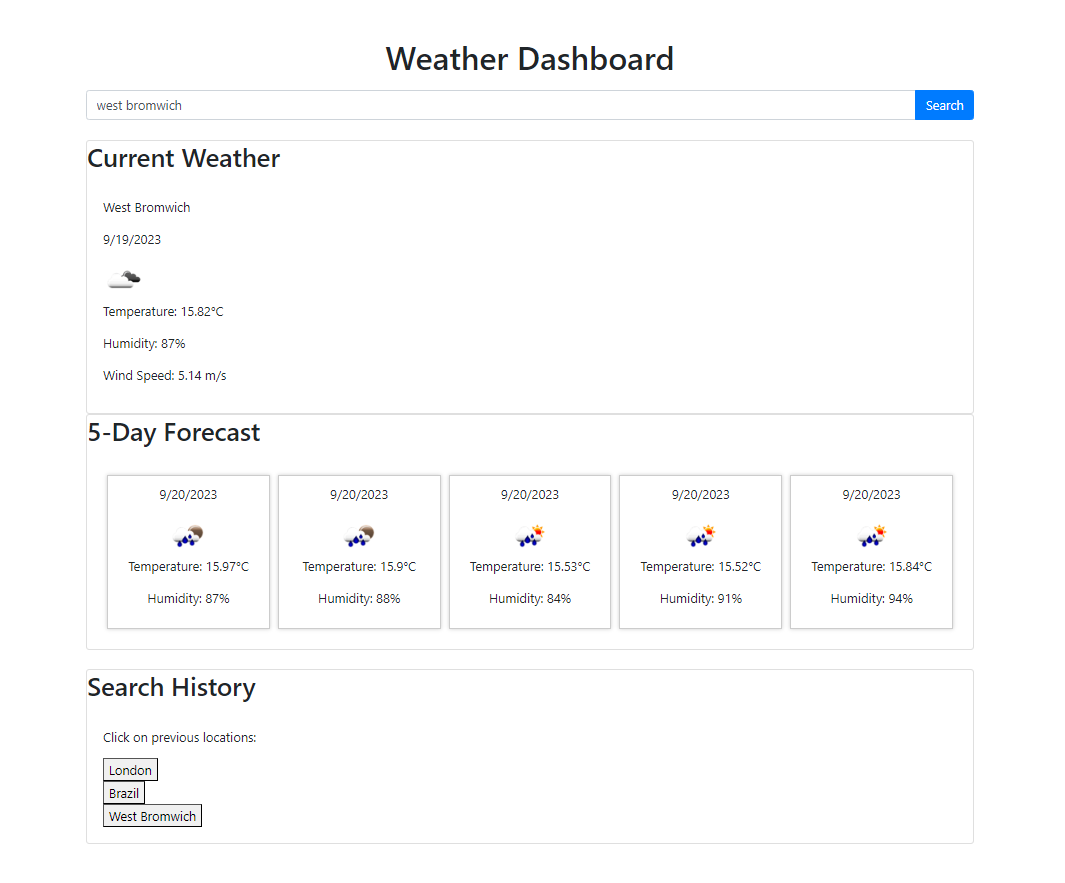 Weather Dashboard
west bromwich
Search
Current Weather
West Bromwich
9/19/2023
Temperature: 15.82°C
Humidity: 87%
Wind Speed: 5.14 m/s
5-Day Forecast
9/20/2023
Temperature: 15.97°C
Humidity: 87%
9/20/2023
Temperature: 15.9°C
Humidity: 88%
9/20/2023
Temperature: 15.53°C
Humidity: 84%
9/20/2023
Temperature: 15.52°C
Humidity: 91%
9/20/2023
Temperature: 15.84°C
Humidity: 94%
Search History
Click on previous locations:
London
Brazil
West Bromwich